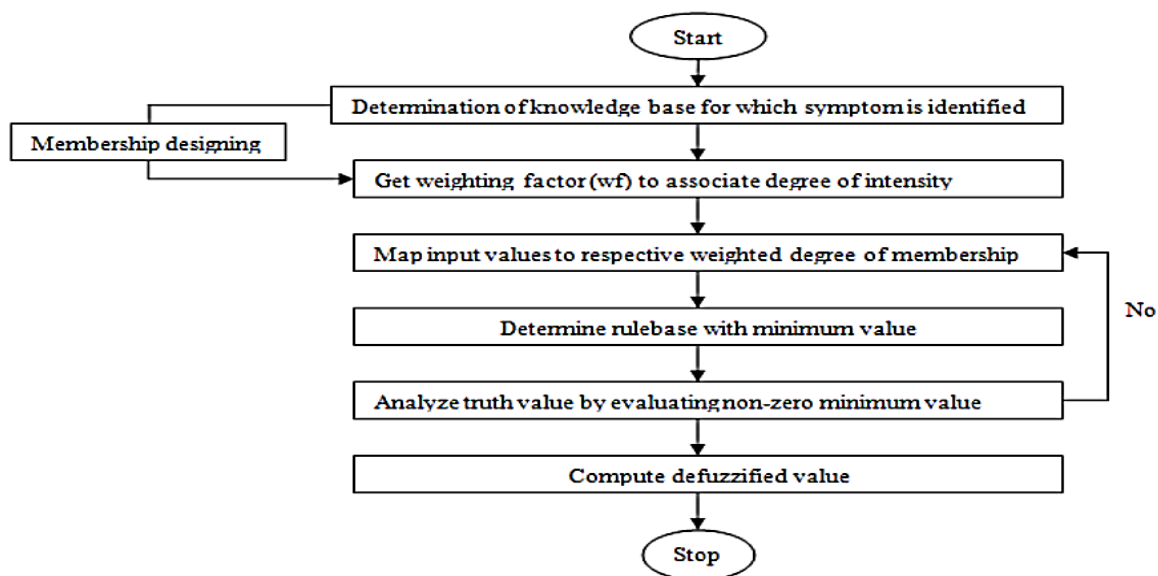 Start
Determination of knowledge base for which symptom is identified
Membership designing
Get weighting factor (wf) to associate degree of intensity
Map input values to respective weighted degree of membership
No
Determine rulebase with minimum value
Analyze truth value by evaluating non-zero minimum value
Compute defuzzified value
Stop